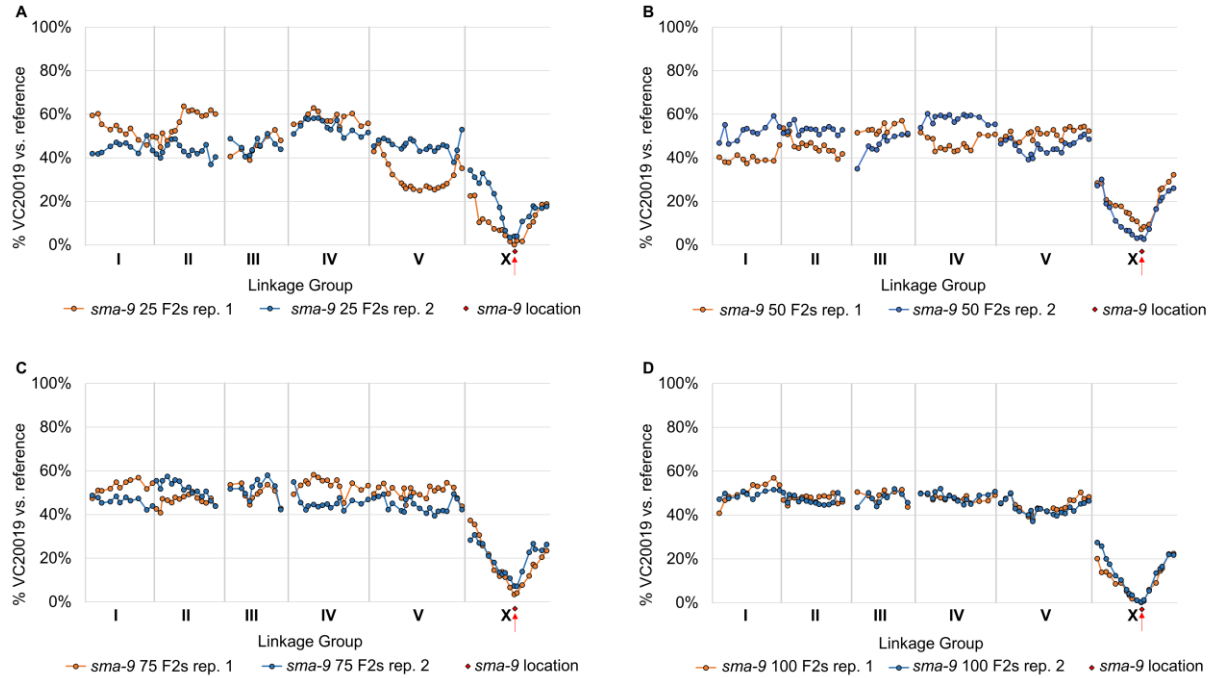 A
% VC20019 vs. reference
100%
80%
60%
40%
20%
0%
I II III IV V X
Linkage Group
sma-9 25 F2s rep. 1 sma-9 25 F2s rep. 2 sma-9 location
B
% VC20019 vs. reference
100%
80%
60%
40%
20%
0%
I II III IV V X
Linkage Group
sma-9 50 F2s rep. 1 sma-9 50 F2s rep. 2 sma-9 location
C
% VC20019 vs. reference
100%
80%
60%
40%
20%
0%
I II III IV V X
Linkage Group
sma-9 75 F2s rep. 1 sma-9 75 F2s rep. 2 sma-9 location
D
% VC20019 vs. reference
100%
80%
60%
40%
20%
0%
I II III IV V X
Linkage Group
sma-9 100 F2s rep. 1 sma-9 100 F2s rep. 2 sma-9 location